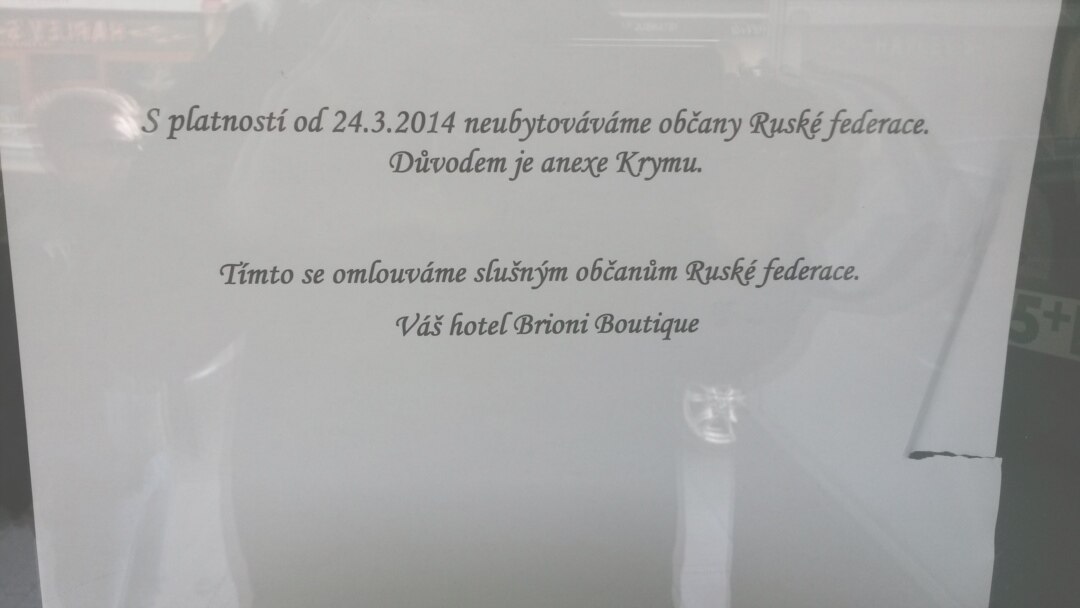 S platností od 24.3.2014 neubytováváme občany Ruské federace.
Důvodem je anexe Krymu.
Tímto se omlouváme slušným občanům Ruské federace.
Váš hotel Brioni Boutique
5+